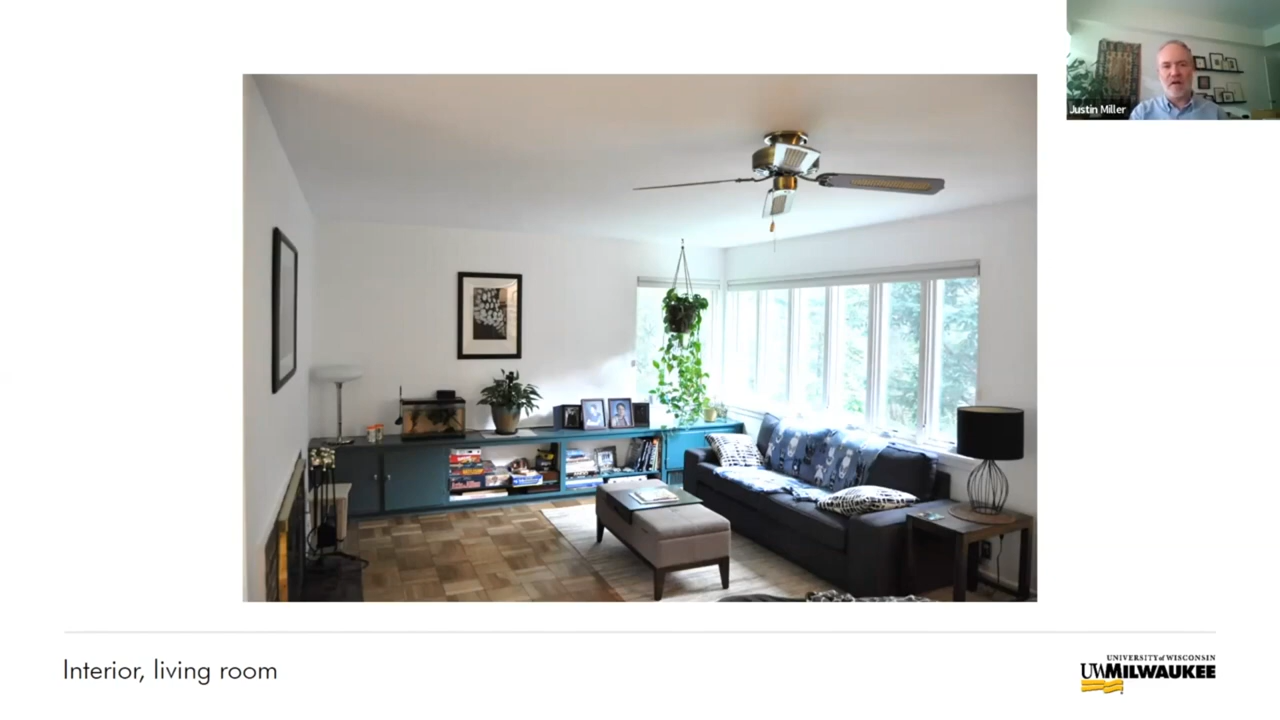 Justin Miller
Interior, living room
UNIVERSITY of WISCONSIN
UWMILWAUKEE